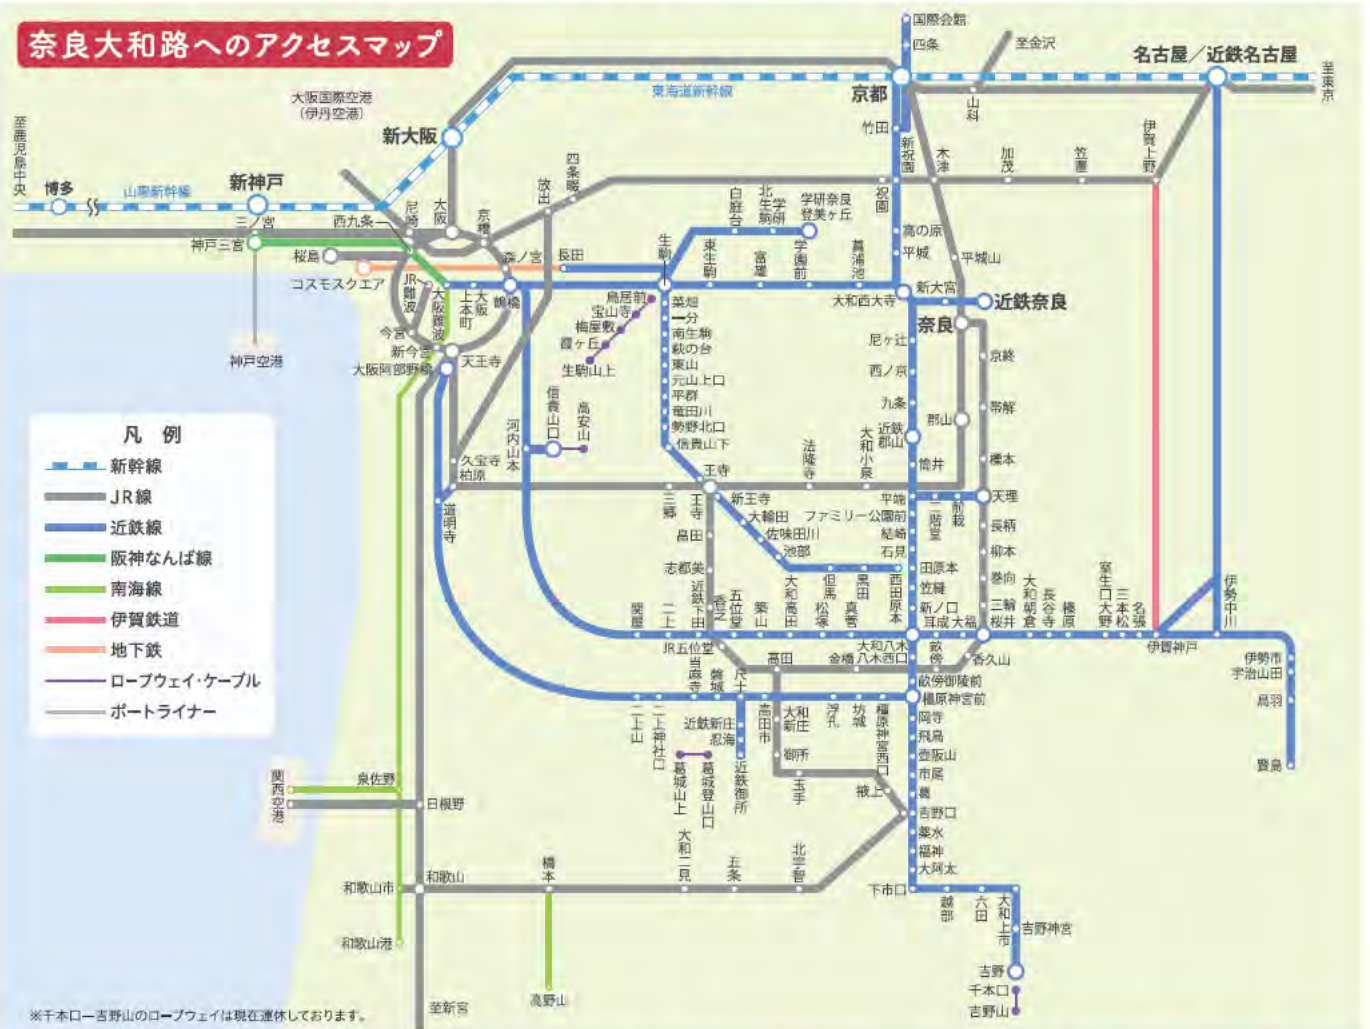 奈良大和路へのアクセスマップ
国際会館
四条
至金沢
名古屋／近鉄名古屋
至東京
京都
東海道新幹線
山科
大阪国際空港
（伊丹空港）
新大阪
竹田
新祝園
木津
加茂
笠置
伊賀上野
至鹿児島中央
博多
山陽新幹線
新神戸
三ノ宮
神戸三宮
西九条
尼崎
大阪
京橋
放出
四条畷
祝園
白庭台
北生駒
学研
学研奈良
登美ヶ丘
高の原
平城
平城山
桜島
コスモスクエア
森ノ宮
長田
生駒
東生駒
富雄
学園前
菖蒲池
大和西大寺
新大宮
近鉄奈良
奈良
JR難波
大阪難波
上本町
大阪
鶴橋
今宮
新今宮
天王寺
大阪阿部野橋
神戸空港
鳥居前
宝山寺
梅屋敷
霞ヶ丘
生駒山上
菜畑
一分
南生駒
萩の台
東山
元山上口
平群
竜田川
勢野北口
信貴山下
尼ヶ辻
西ノ京
九条
近鉄
郡山
筒井
郡山
京終
帯解
櫟本
天理
信貴山口
高安山
河内山本
久宝寺
柏原
道明寺
王寺
法隆寺
大和小泉
三郷
王寺
新王寺
大輪田
佐味田川
池部
畠田
志都美
平端
二階堂
前栽
ファミリー公園前
結崎
石見
田原本
笠縫
新ノ口
長柄
柳本
巻向
三輪
桜井
凡 例
新幹線
JR線
近鉄線
阪神なんば線
南海線
伊賀鉄道
地下鉄
ロープウェイ・ケーブル
ポートライナー
関屋
二上
近鉄下田
香芝
五位堂
築山
大和高田
松塚
但馬
真菅
黒田
西田原本
耳成
大福
大和朝倉
長谷寺
榛原
室生口大野
三本松
名張
伊賀神戸
伊勢中川
伊勢市
宇治山田
鳥羽
賢島
JR五位堂
高田
金橋
大和八木
八木西口
畝傍
香久山
畝傍御陵前
橿原神宮前
二上山
二上神社口
当麻寺
磐城
尺土
高田市
浮孔
坊城
橿原神宮西口
近鉄新庄
忍海
近鉄御所
大和
新庄
御所
玉手
掖上
葛城山上
葛城登山口
岡寺
飛鳥
壺阪山
市尾
葛
吉野口
薬水
福神
大阿太
下市口
越部
六田
大和上市
吉野神宮
吉野
千本口
吉野山
関西空港
泉佐野
日根野
和歌山市
和歌山
和歌山港
橋本
高野山
大和二見
五条
北宇智
至新宮
※千本口—吉野山のロープウェイは現在運休しております。